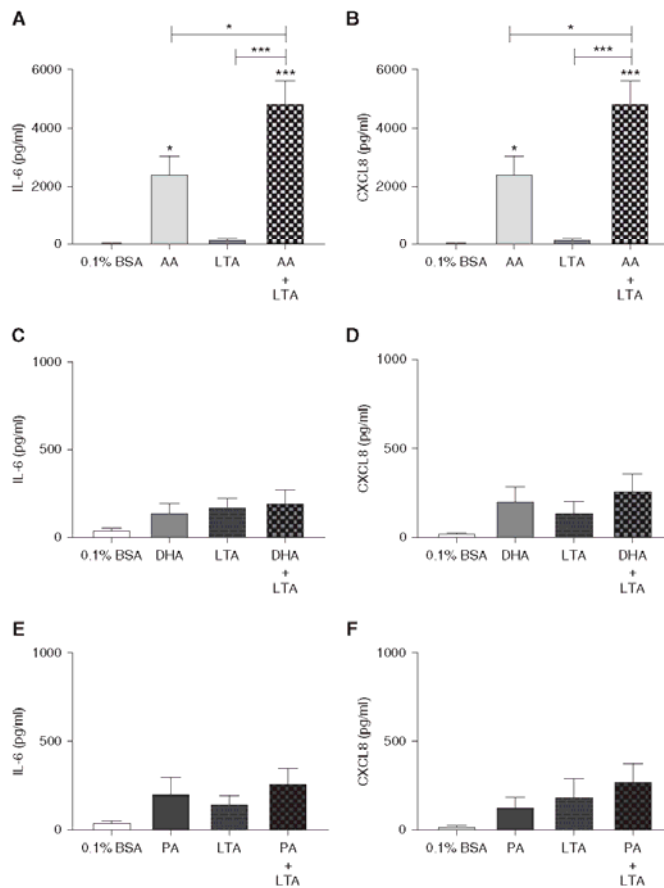 A
B
* *
*** ***
6000 *** 6000 ***
4000 4000
IL-6 (pg/ml) CXCL8 (pg/ml)
* *
2000 2000
0 0
0.1% BSA AA LTA AA 0.1% BSA AA LTA AA
+ +
LTA LTA
C D
1000 1000
IL-6 (pg/ml) CXCL8 (pg/ml)
500 500
0 0
0.1% BSA DHA LTA DHA 0.1% BSA DHA LTA DHA
+ +
LTA LTA
E F
1000 1000
IL-6 (pg/ml) CXCL8 (pg/ml)
500 500
0 0
0.1% BSA PA LTA PA 0.1% BSA PA LTA PA
+ +
LTA LTA